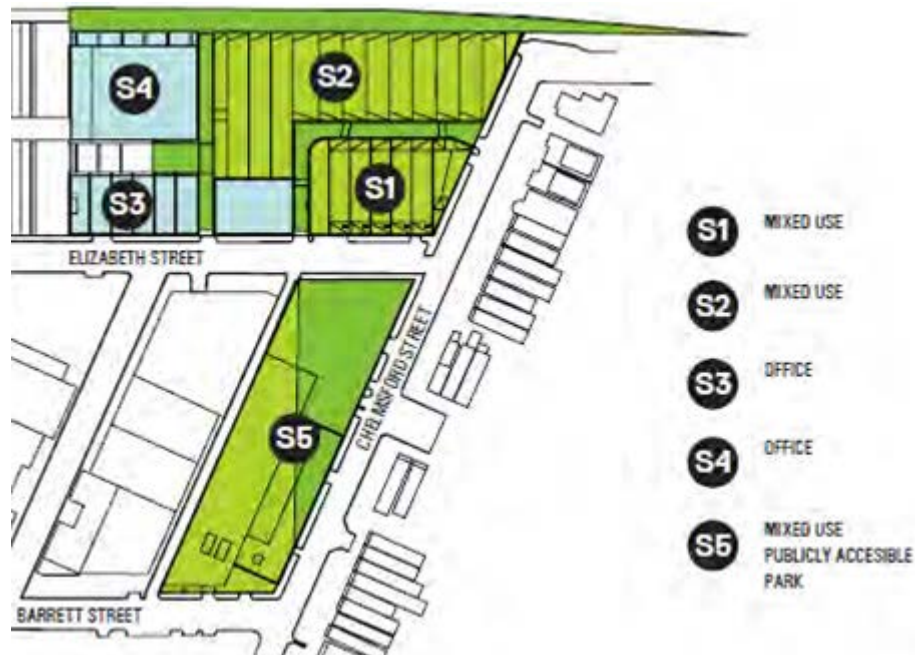 S4
S2
S3
S1
ELIZABETH STREET
S5
CHELMSFORD STREET
BARRETT STREET
S1 MIXED USE
S2 MIXED USE
S3 OFFICE
S4 OFFICE
S5 MIXED USE
PUBLICLY ACCESIBLE
PARK